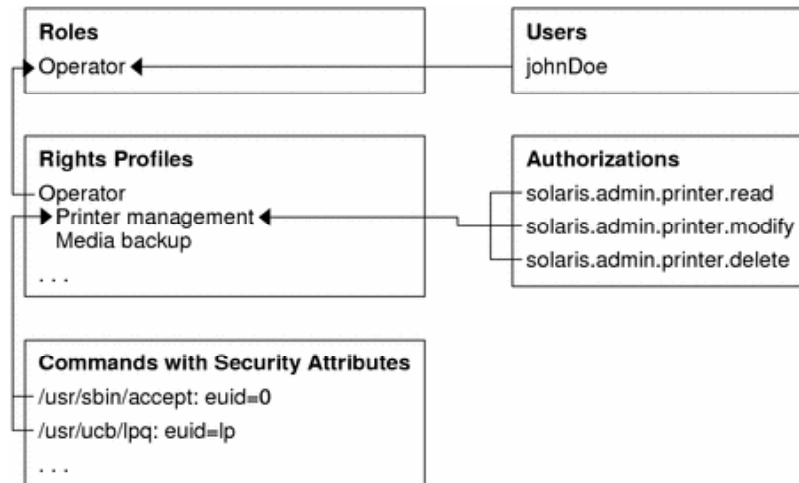 Roles
Operator
Users
johnDoe
Rights Profiles
Operator
Printer management
Media backup
. . .
Authorizations
solaris.admin.printer.read
solaris.admin.printer.modify
solaris.admin.printer.delete
Commands with Security Attributes
/usr/sbin/accept: euid=0
/usr/ucb/lpq: euid=lp
. . .